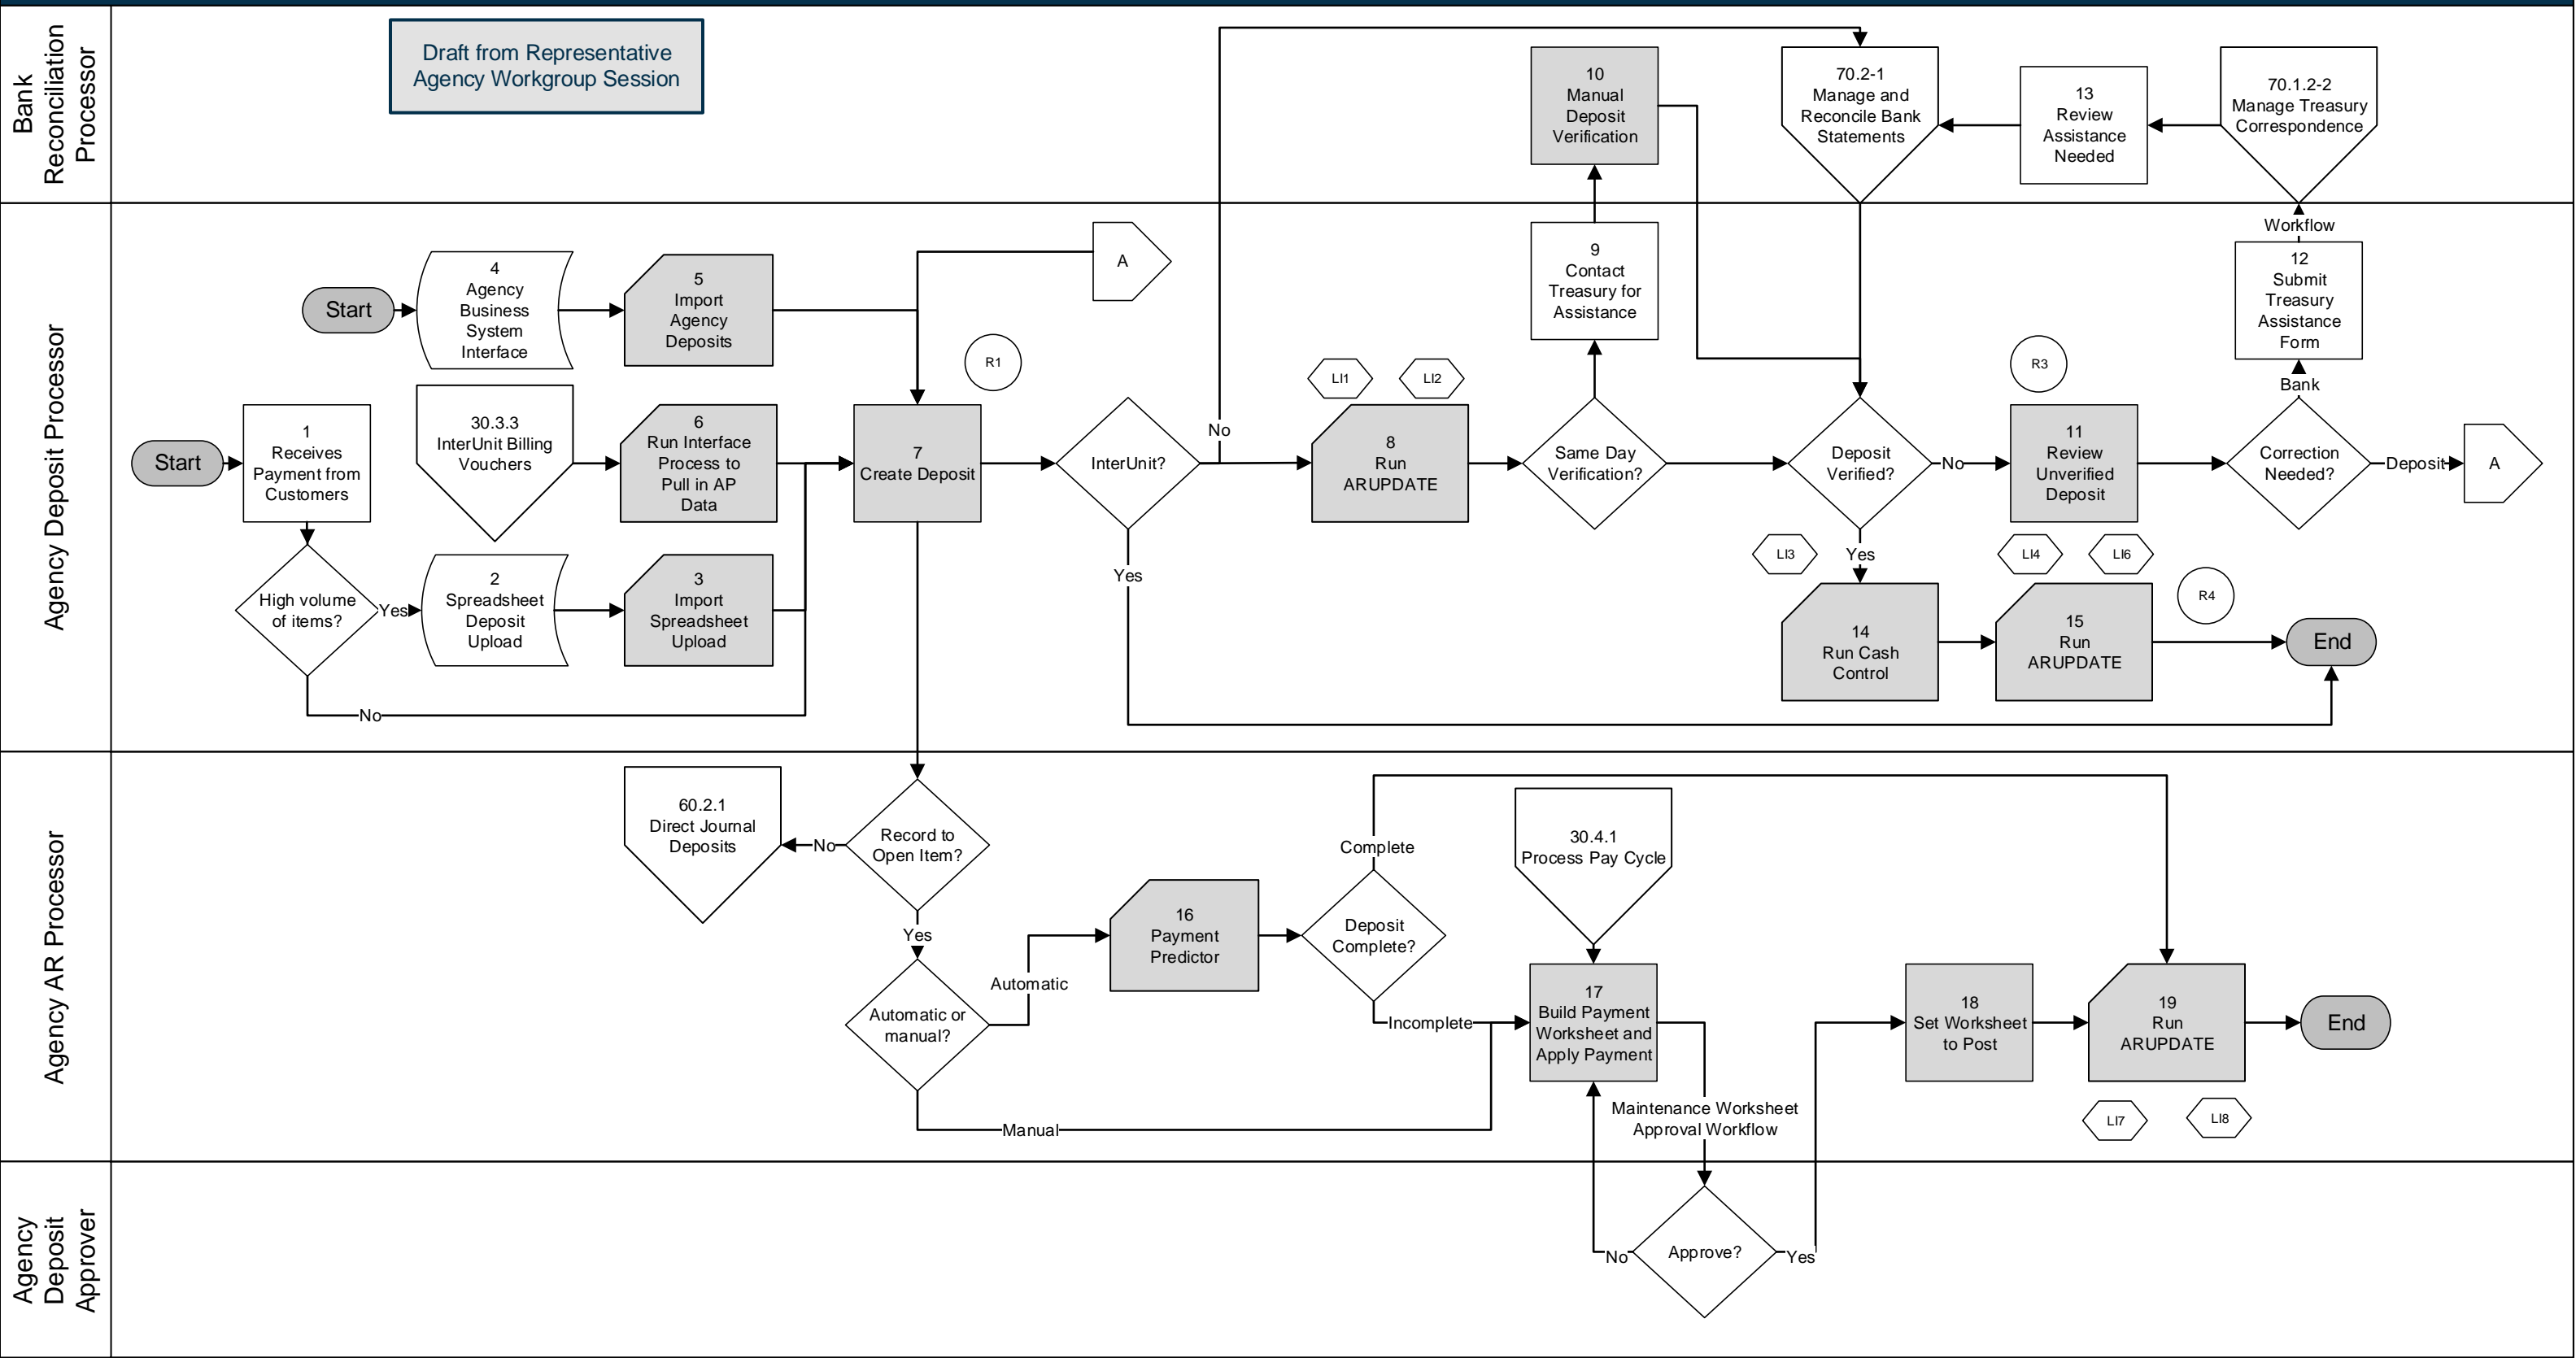 Bank
Reconciliation
Processor
Draft from Representative
Agency Workgroup Session
10
Manual
Deposit
Verification
70.2-1
Manage and
Reconcile Bank
Statements
13
Review
Assistance
Needed
70.1.2-2
Manage Treasury
Correspondence
Agency Deposit Processor
Start
4
Agency
Business
System
Interface
5
Import
Agency
Deposits
A
R1
9
Contact
Treasury for
Assistance
Workflow
12
Submit
Treasury
Assistance
Form
Bank
Start
1
Receives
Payment from
Customers
30.3.3
InterUnit Billing
Vouchers
6
Run Interface
Process to
Pull in AP
Data
7
Create Deposit
InterUnit?
No
Yes
LI1
LI2
8
Run
ARUPDATE
Same Day
Verification?
Deposit
Verified?
No
Yes
R3
11
Review
Unverified
Deposit
Correction
Needed?
Deposit
A
High volume
of items?
Yes
No
2
Spreadsheet
Deposit
Upload
3
Import
Spreadsheet
Upload
LI3
14
Run Cash
Control
LI4
LI6
15
Run
ARUPDATE
R4
End
Agency AR Processor
60.2.1
Direct Journal
Deposits
No
Record to
Open Item?
Yes
Automatic or
manual?
Automatic
Manual
16
Payment
Predictor
Complete
Deposit
Complete?
Incomplete
30.4.1
Process Pay Cycle
17
Build Payment
Worksheet and
Apply Payment
Maintenance Worksheet
Approval Workflow
18
Set Worksheet
to Post
19
Run
ARUPDATE
LI7
LI8
End
Agency
Deposit
Approver
No
Approve?
Yes